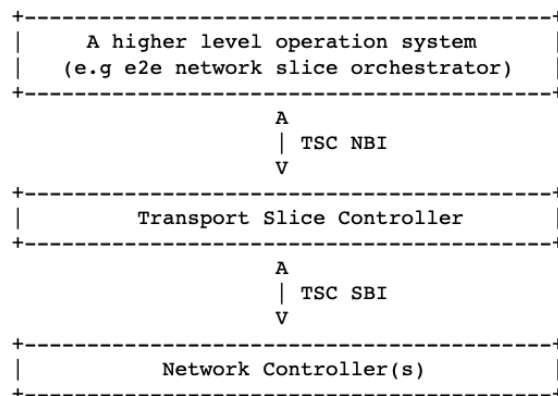 A higher level operation system
(e.g e2e network slice orchestrator)
A
| TSC NBI
V
Transport Slice Controller
A
| TSC SBI
V
Network Controller(s)